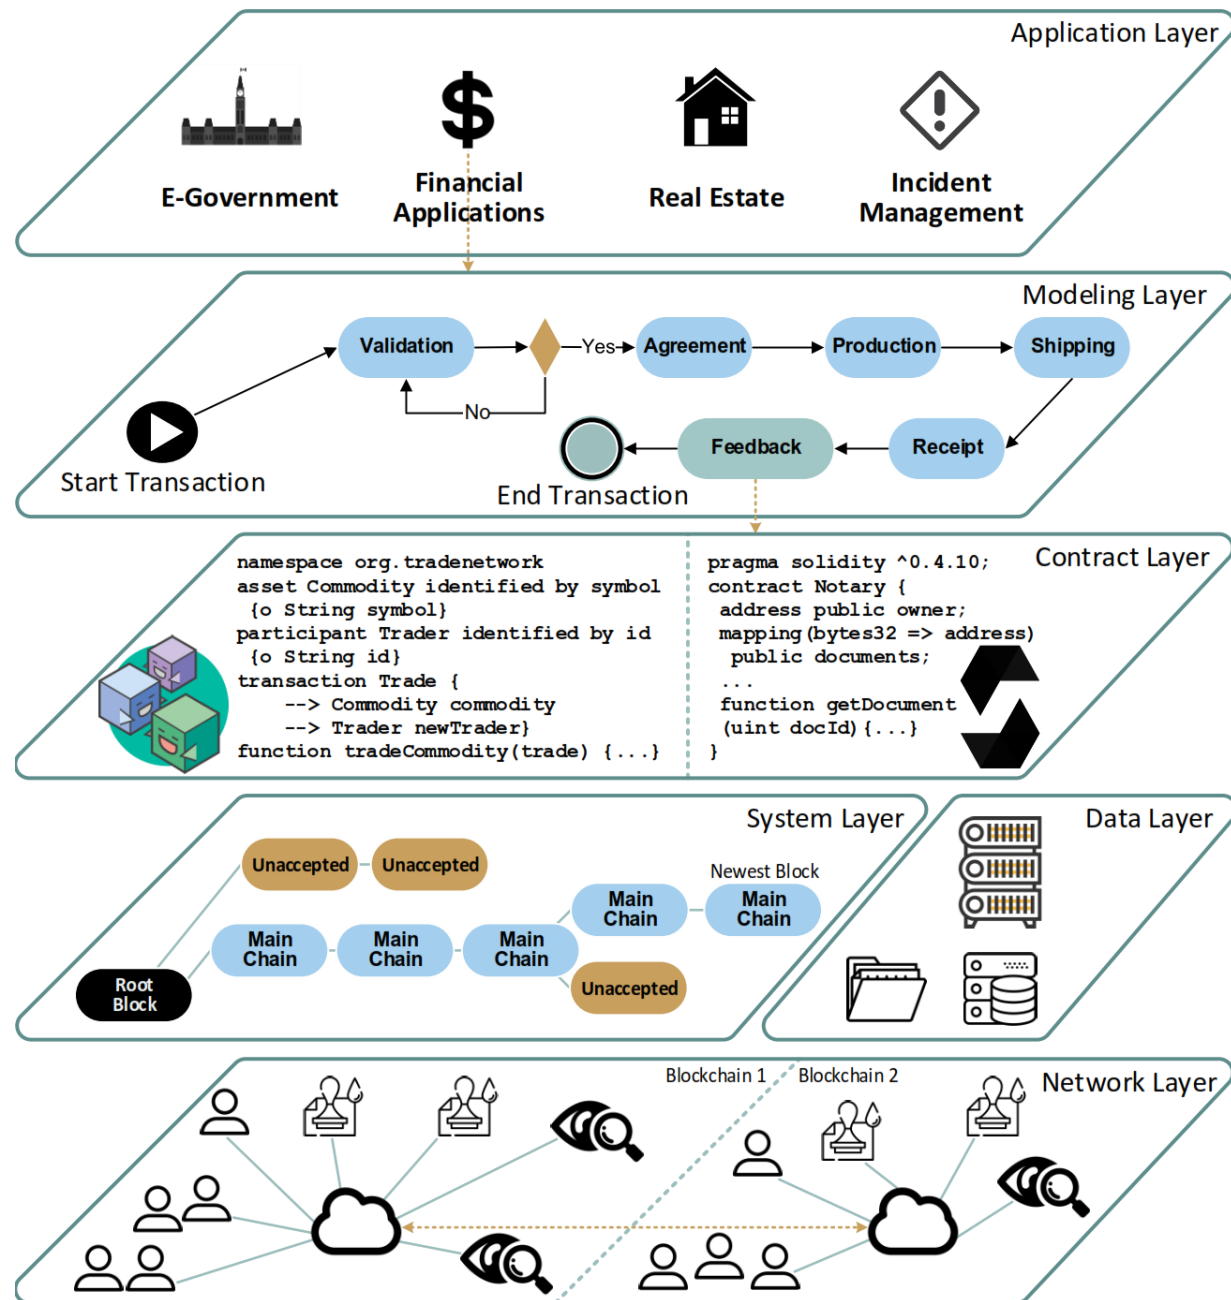 Application Layer
E-Government
Financial
Applications
Real Estate
Incident
Management
Modeling Layer
Validation
Yes
Agreement
Production
Shipping
No
Start Transaction
End Transaction
Feedback
Receipt
Contract Layer
namespace org.tradenetwork
asset Commodity identified by symbol
{o String symbol}
participant Trader identified by id
{o String id}
transaction Trade {
--> Commodity commodity
--> Trader newTrader}
function tradeCommodity(trade) {...}
pragma solidity ^0.4.10;
contract Notary {
address public owner;
mapping(bytes32 => address)
public documents;
...
function getDocument
(uint docId){...}
}
System Layer
Unaccepted
Unaccepted
Newest Block
Main
Chain
Main
Chain
Main
Chain
Main
Chain
Main
Chain
Unaccepted
Root
Block
Data Layer
Network Layer
Blockchain 1
Blockchain 2